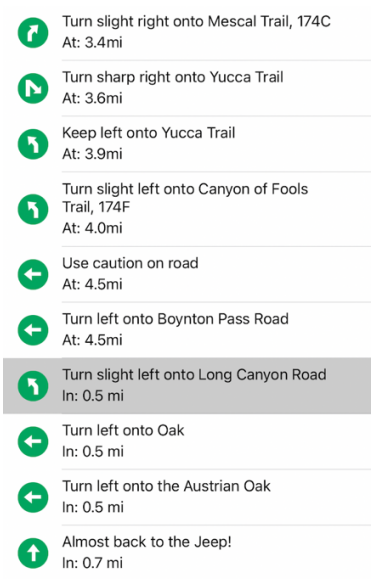 Turn slight right onto Mescal Trail, 174C
At: 3.4mi
Turn sharp right onto Yucca Trail
At: 3.6mi
Keep left onto Yucca Trail
At: 3.9mi
Turn slight left onto Canyon of Fools
Trail, 174F
At: 4.0mi
Use caution on road
At: 4.5mi
Turn left onto Boynton Pass Road
At: 4.5mi
Turn slight left onto Long Canyon Road
In: 0.5 mi
Turn left onto Oak
In: 0.5 mi
Turn left onto the Austrian Oak
In: 0.5 mi
Almost back to the Jeep!
In: 0.7 mi